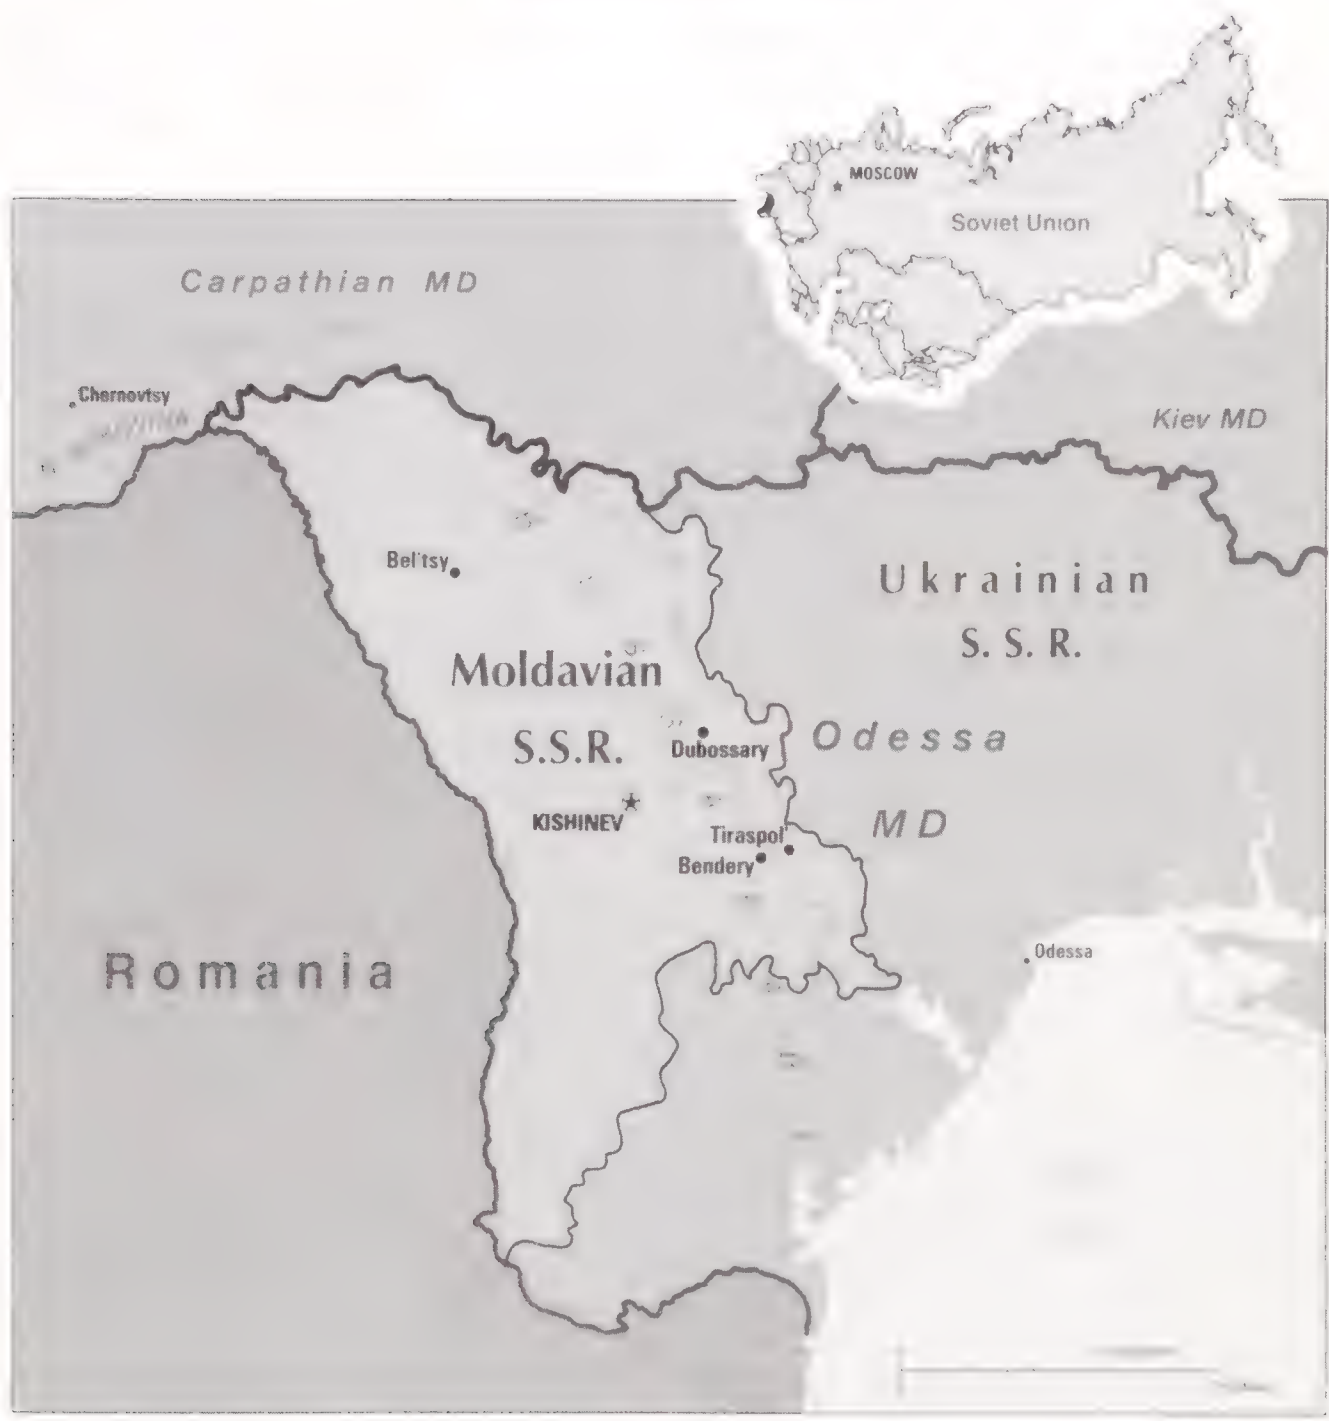 MOSCOW
Soviet Union
Carpathian MD
Chernovtsy
Kiev MD
Bel'tsy
Ukrainian
S. S. R.
Moldavian
S.S.R.
Dubossary
Odessa
MD
KISHINEV
Tiraspol'
Bendery
Romania
Odessa